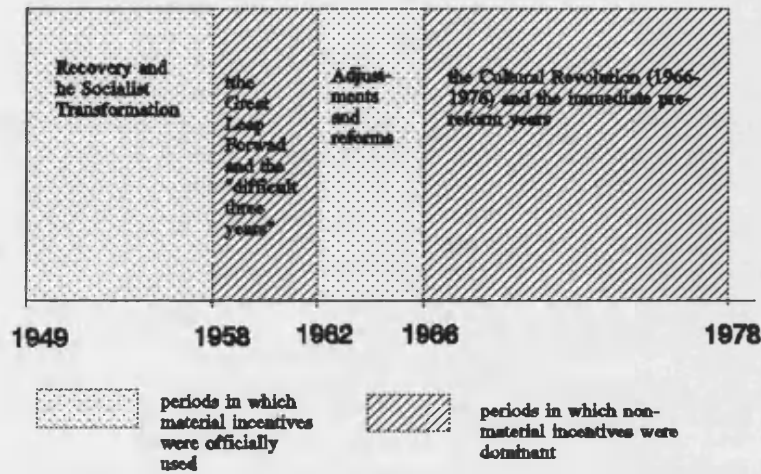 Recovery and
he Socialist
Transformation
the
Great
Leap
Forwad
and the
"difficult
three
years"
Adjust-
ments
and
reforms
the Cultural Revolution (1966-
1976) and the immediate pre-
reform years
1949
1958
1962
1966
1978
periods in which
material incentives
were officially
used
periods in which non-
material incentives were
dominant